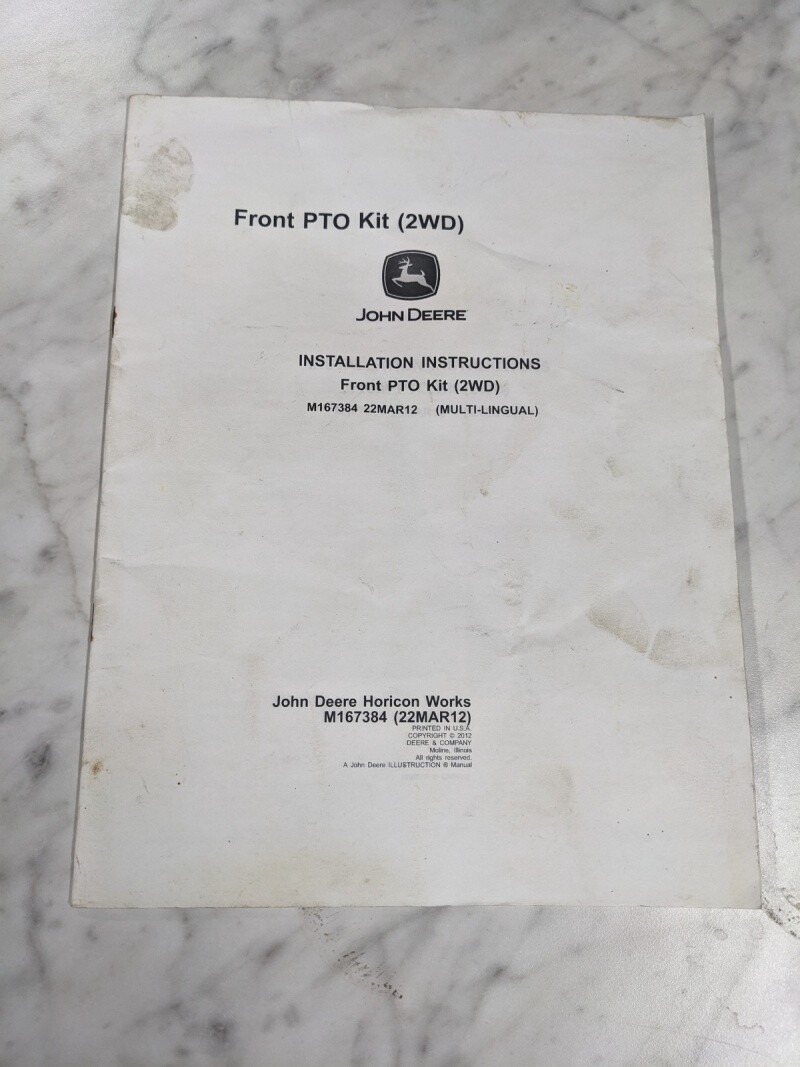 Front PTO Kit (2WD)
JOHN DEERE
INSTALLATION INSTRUCTIONS
Front PTO Kit (2WD)
M167384 22MAR12 (MULTI-LINGUAL)
John Deere Horicon Works
M167384 (22MAR12)
PRINTED IN U.S.A.
COPYRIGHT © 2012
DEERE & COMPANY
Moline, Illinois
All rights reserved.
A John Deere ILLUSTRUCTION ® Manual